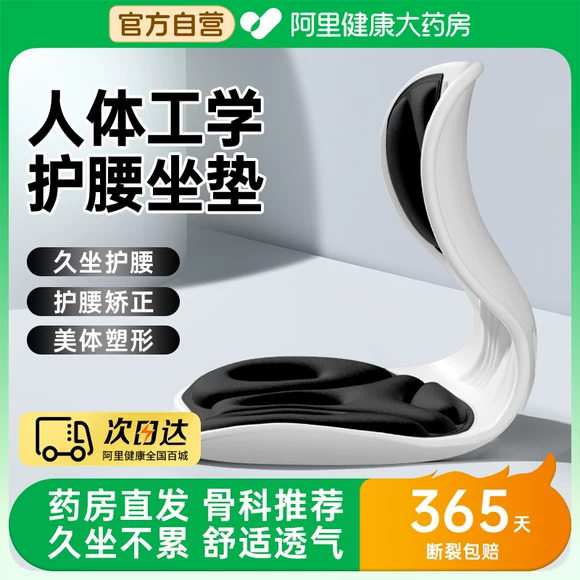 官方自营 阿里健康大药房
人体工学
护腰坐垫
久坐护腰
护腰矫正
美体塑形
次日达
阿里健康全国百城
药房直发 骨科推荐
久坐不累 舒适透气
365天
断裂包赔